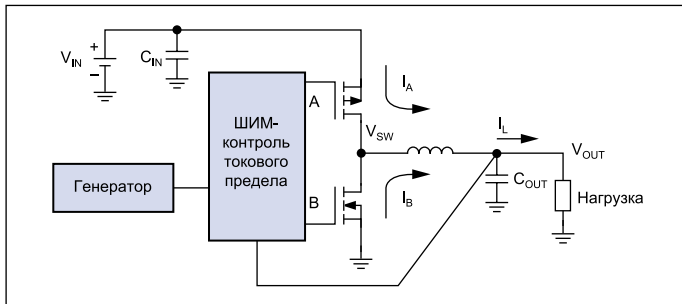 V_IN
+
−
C_IN
ШИМ-
контроль
токового
предела
Генератор
A
B
V_SW
I_A
I_B
I_L
V_OUT
C_OUT
Нагрузка